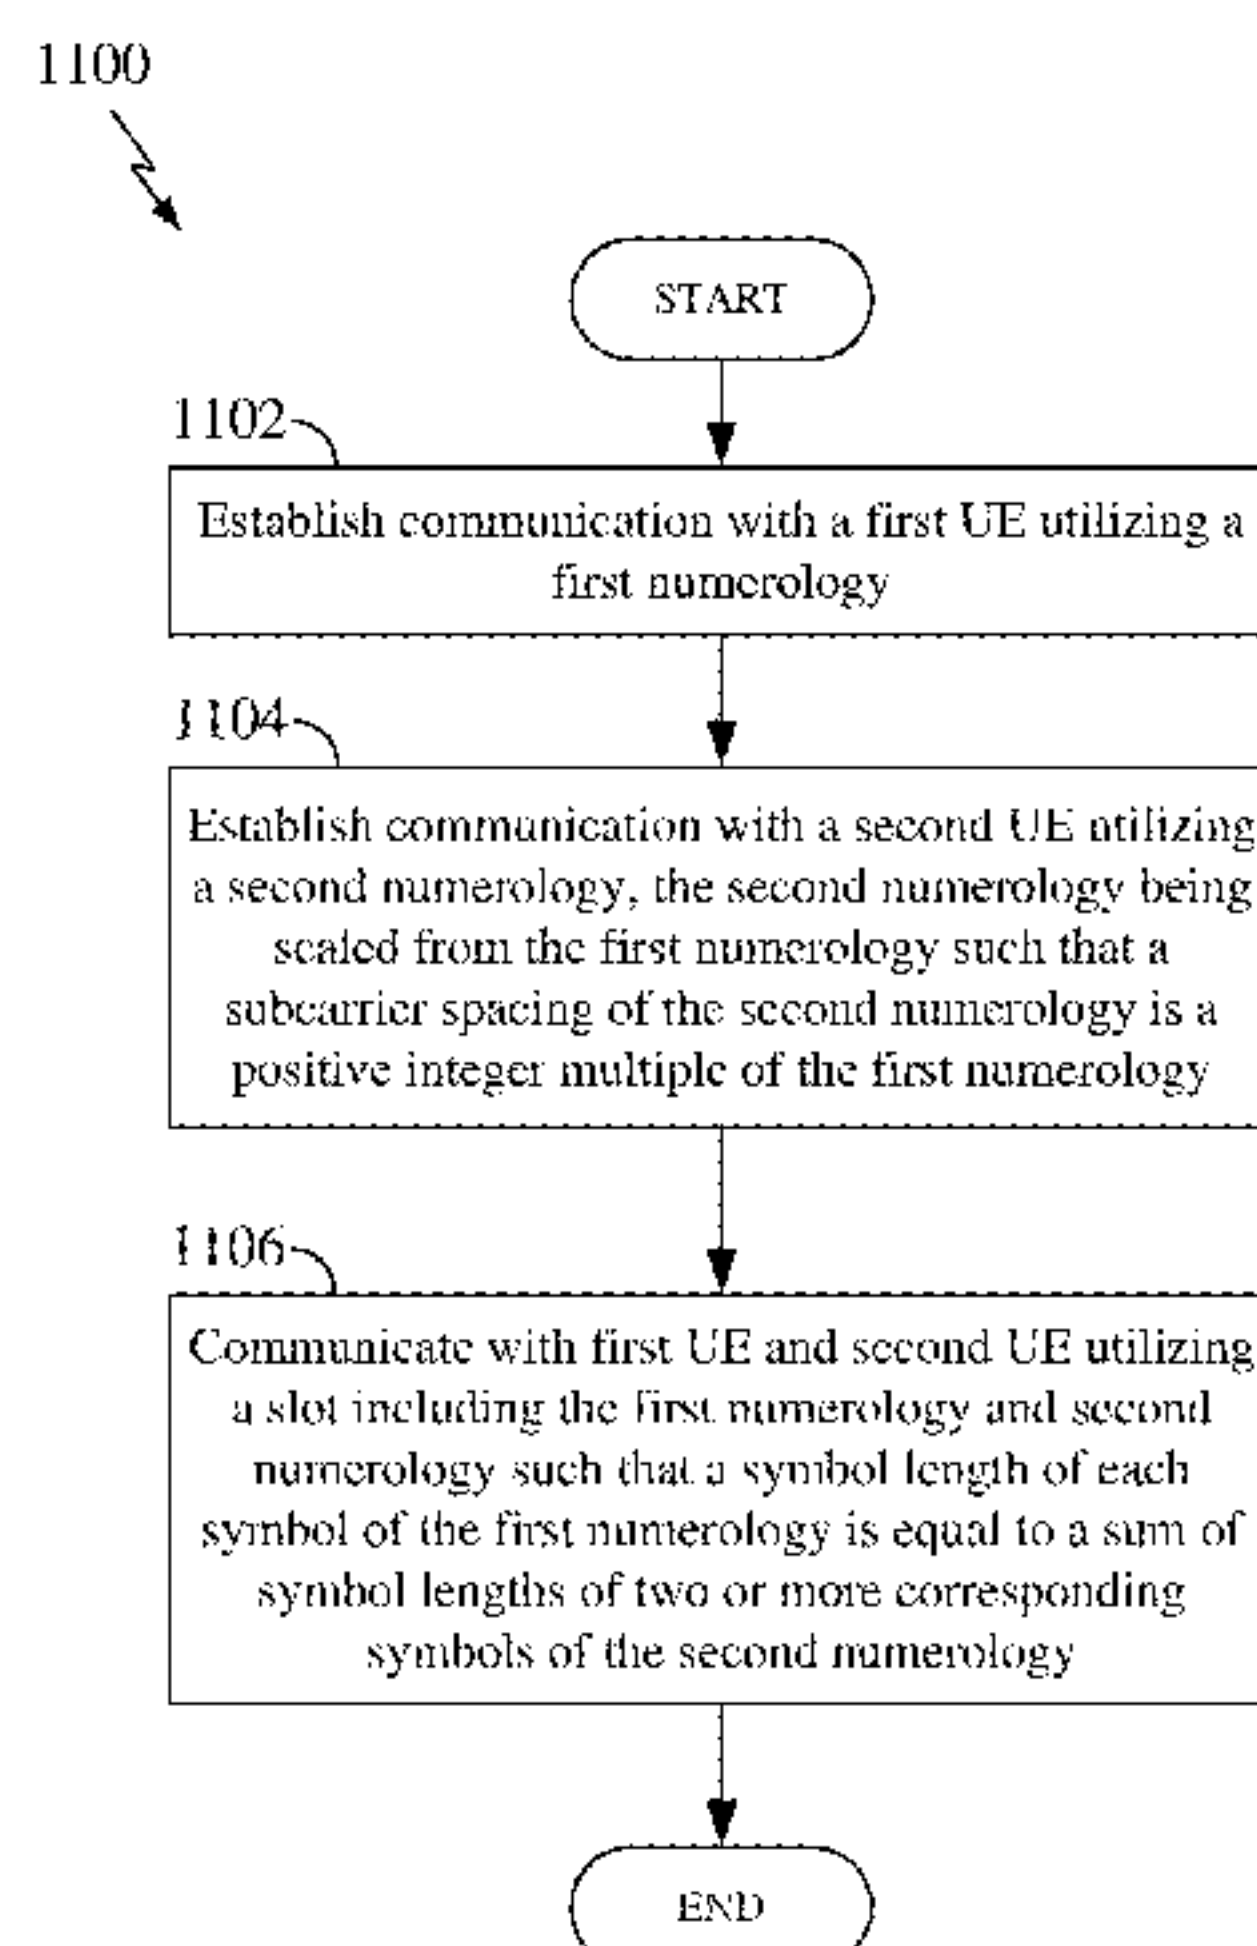 1100
START
1102
Establish communication with a first UE utilizing a
first numerology
1104
Establish communication with a second UE utilizing
a second numerology, the second numerology being
scaled from the first numerology such that a
subcarrier spacing of the second numerology is a
positive integer multiple of the first numerology
1106
Communicate with first UE and second UE utilizing
a slot including the first numerology and second
numerology such that a symbol length of each
symbol of the first numerology is equal to a sum of
symbol lengths of two or more corresponding
symbols of the second numerology
END